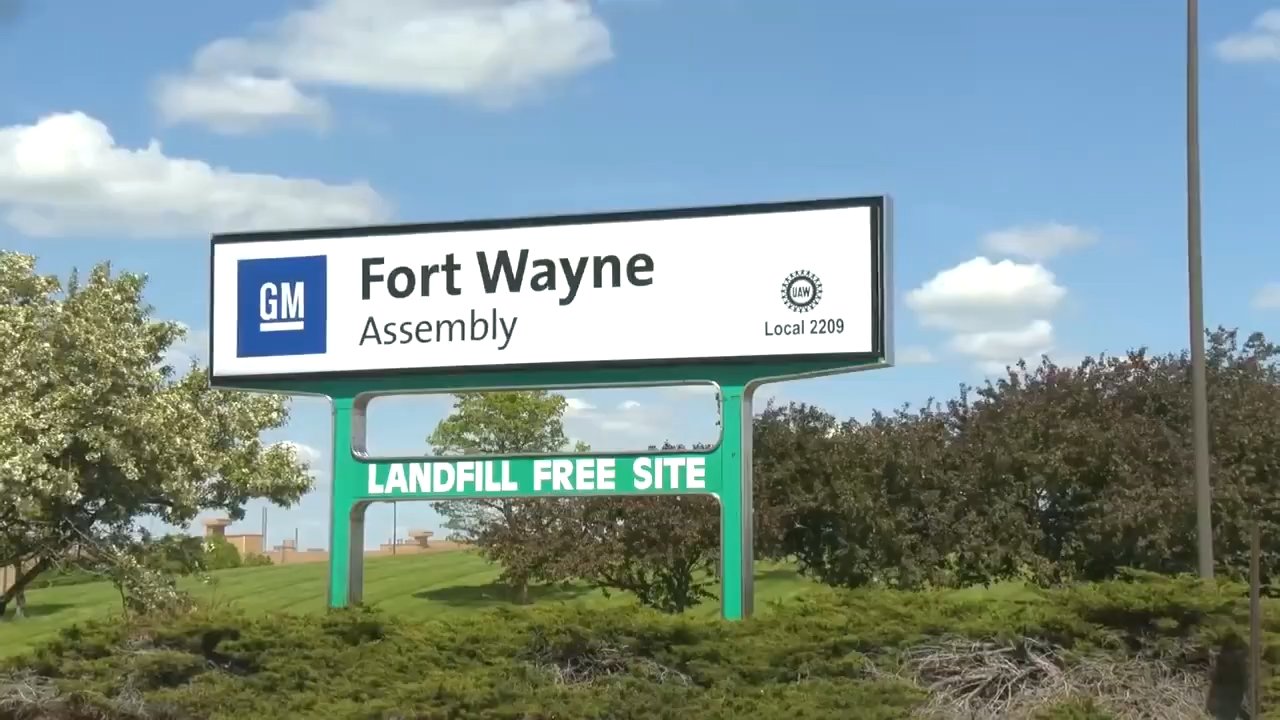 GM
Fort Wayne
Assembly
UAW
Local 2209
LANDFILL FREE SITE